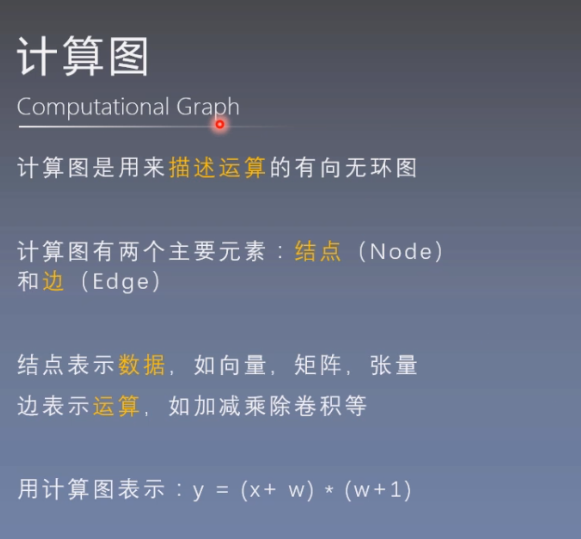 计算图
Computational Graph
计算图是用来描述运算的有向无环图
计算图有两个主要元素：结点（Node）
和边（Edge）
结点表示数据，如向量，矩阵，张量
边表示运算，如加减乘除卷积等
用计算图表示：y = (x+ w) * (w+1)